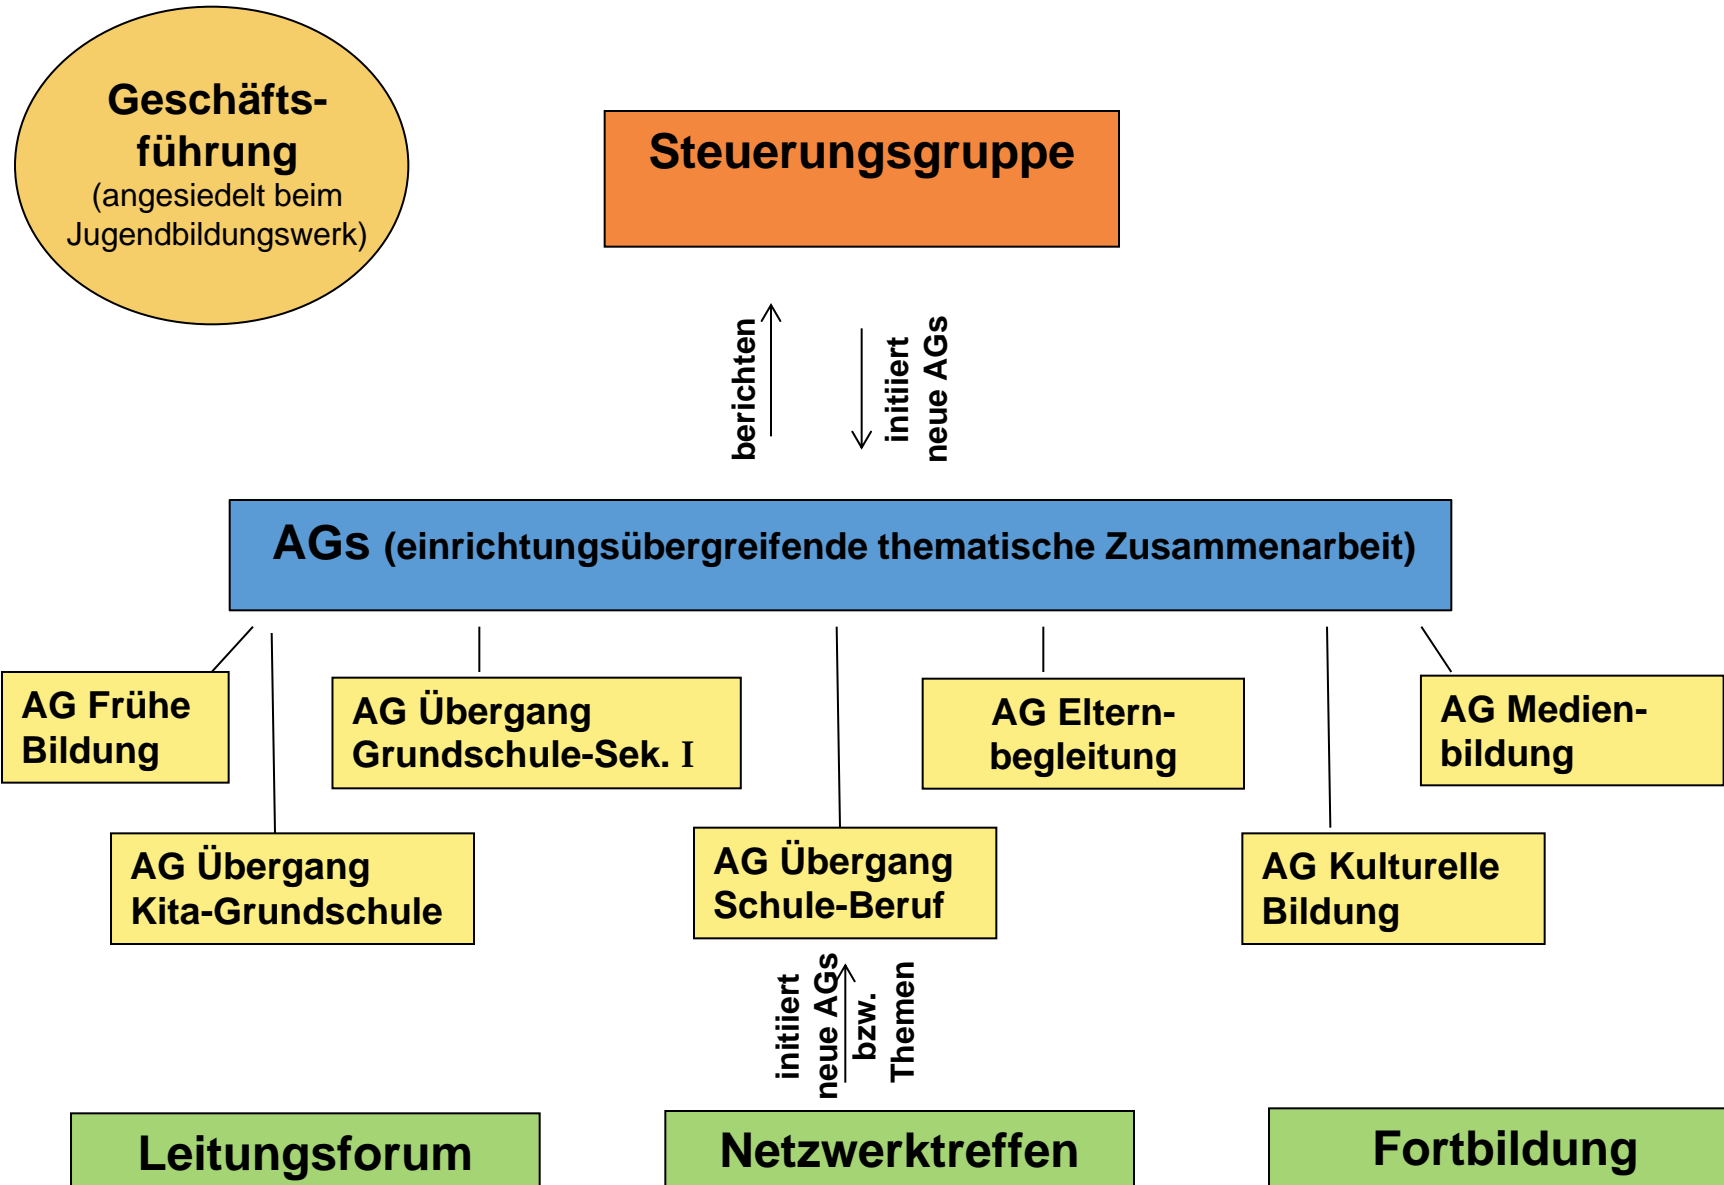 Geschäfts-
führung
(angesiedelt beim
Jugendbildungswerk)
Steuerungsgruppe
berichten
initiiert
neue AGs
AGs (einrichtungsübergreifende thematische Zusammenarbeit)
AG Frühe
Bildung
AG Übergang
Grundschule-Sek. I
AG Eltern-
begleitung
AG Medien-
bildung
AG Übergang
Kita-Grundschule
AG Übergang
Schule-Beruf
AG Kulturelle
Bildung
initiiert
neue AGs
bzw.
Themen
Leitungsforum
Netzwerktreffen
Fortbildung